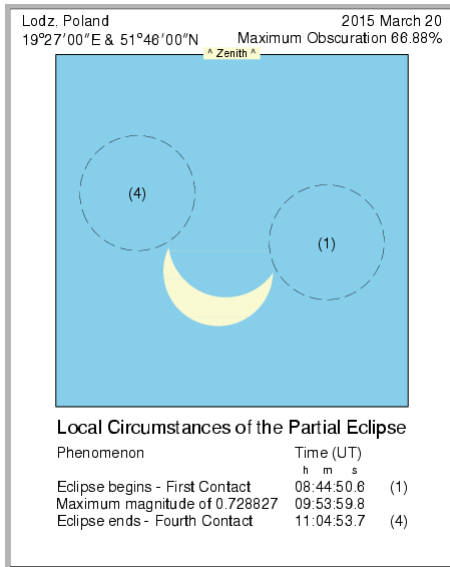 Lodz, Poland 2015 March 20
19°27'00"E & 51°46'00"N Maximum Obscuration 66.88%
^ Zenith ^
(4)
(1)
Local Circumstances of the Partial Eclipse
Phenomenon Time (UT)
h m s
Eclipse begins - First Contact 08:44:50.6 (1)
Maximum magnitude of 0.728827 09:53:59.8
Eclipse ends - Fourth Contact 11:04:53.7 (4)